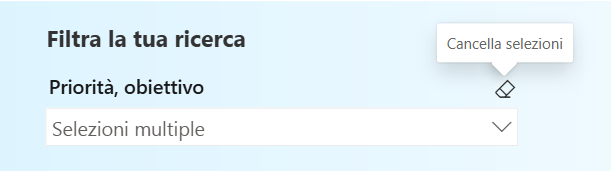 Filtra la tua ricerca
Cancella selezioni
Priorità, obiettivo
Selezioni multiple